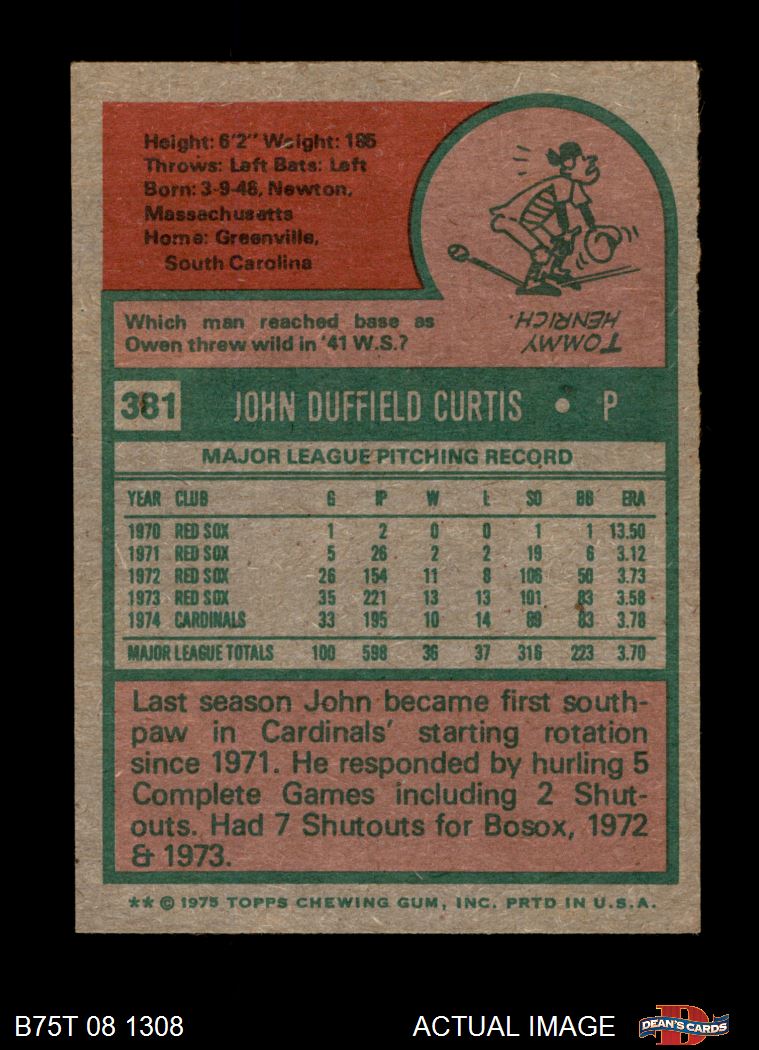 Height: 6'2" Weight: 185
Throws: Left Bats: Left
Born: 3-9-48, Newton,
Massachusetts
Home: Greenville,
South Carolina
Which man reached base as
Owen threw wild in '41 W.S.?
TOMMY
HENRICH.
381 JOHN DUFFIELD CURTIS • P
MAJOR LEAGUE PITCHING RECORD
YEAR CLUB G IP W L SO BB ERA
1970 RED SOX 1 2 0 0 1 1 13.50
1971 RED SOX 5 26 2 2 19 6 3.12
1972 RED SOX 26 154 11 8 106 50 3.73
1973 RED SOX 35 221 13 13 101 83 3.58
1974 CARDINALS 33 195 10 14 89 83 3.78
MAJOR LEAGUE TOTALS 100 598 36 37 316 223 3.70
Last season John became first south-
paw in Cardinals' starting rotation
since 1971. He responded by hurling 5
Complete Games including 2 Shut-
outs. Had 7 Shutouts for Bosox, 1972
& 1973.
** © 1975 TOPPS CHEWING GUM, INC. PRTD IN U.S.A.
B75T 08 1308 ACTUAL IMAGE
D
DEAN'S CARDS